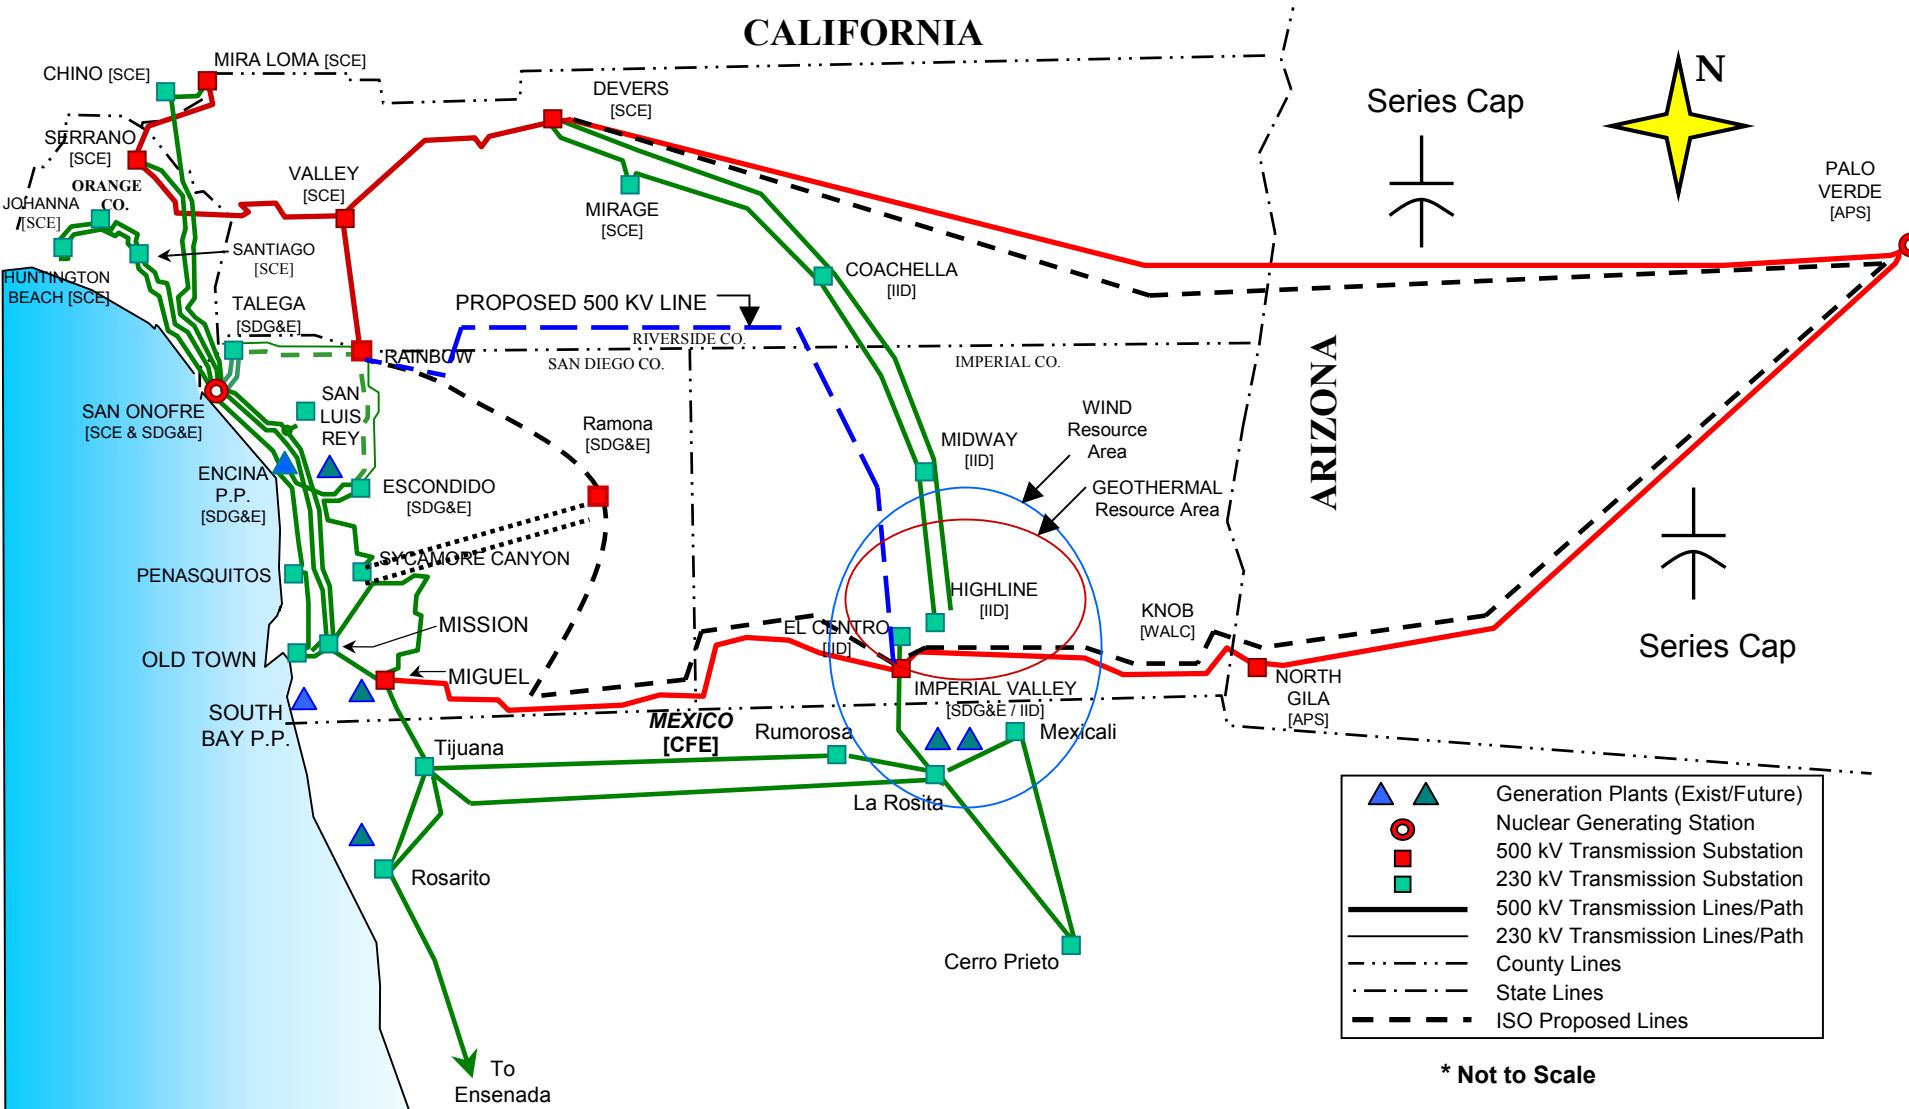 CALIFORNIA
MIRA LOMA [SCE]
CHINO [SCE]
DEVERS
[SCE]
N
Series Cap
SERRANO
[SCE]
VALLEY
[SCE]
PALO
VERDE
[APS]
ORANGE
CO.
JOHANNA
[SCE]
MIRAGE
[SCE]
SANTIAGO
[SCE]
COACHELLA
[IID]
HUNTINGTON
BEACH [SCE]
TALEGA
[SDG&E]
PROPOSED 500 KV LINE
RIVERSIDE CO.
SAN DIEGO CO.
IMPERIAL CO.
RAINBOW
ARIZONA
SAN ONOFRE
[SCE & SDG&E]
SAN
LUIS
REY
Ramona
[SDG&E]
WIND
Resource
Area
MIDWAY
[IID]
ENCINA
P.P.
[SDG&E]
ESCONDIDO
[SDG&E]
GEOTHERMAL
Resource Area
SYCAMORE CANYON
PENASQUITOS
HIGHLINE
[IID]
KNOB
[WALC]
MISSION
EL CENTRO
[IID]
Series Cap
OLD TOWN
MIGUEL
IMPERIAL VALLEY
[SDG&E / IID]
NORTH
GILA
[APS]
SOUTH
BAY P.P.
MEXICO
[CFE]
Rumorosa
Mexicali
Tijuana
La Rosita
Rosarito
Cerro Prieto
To
Ensenada
Generation Plants (Exist/Future)
Nuclear Generating Station
500 kV Transmission Substation
230 kV Transmission Substation
500 kV Transmission Lines/Path
230 kV Transmission Lines/Path
County Lines
State Lines
ISO Proposed Lines
* Not to Scale